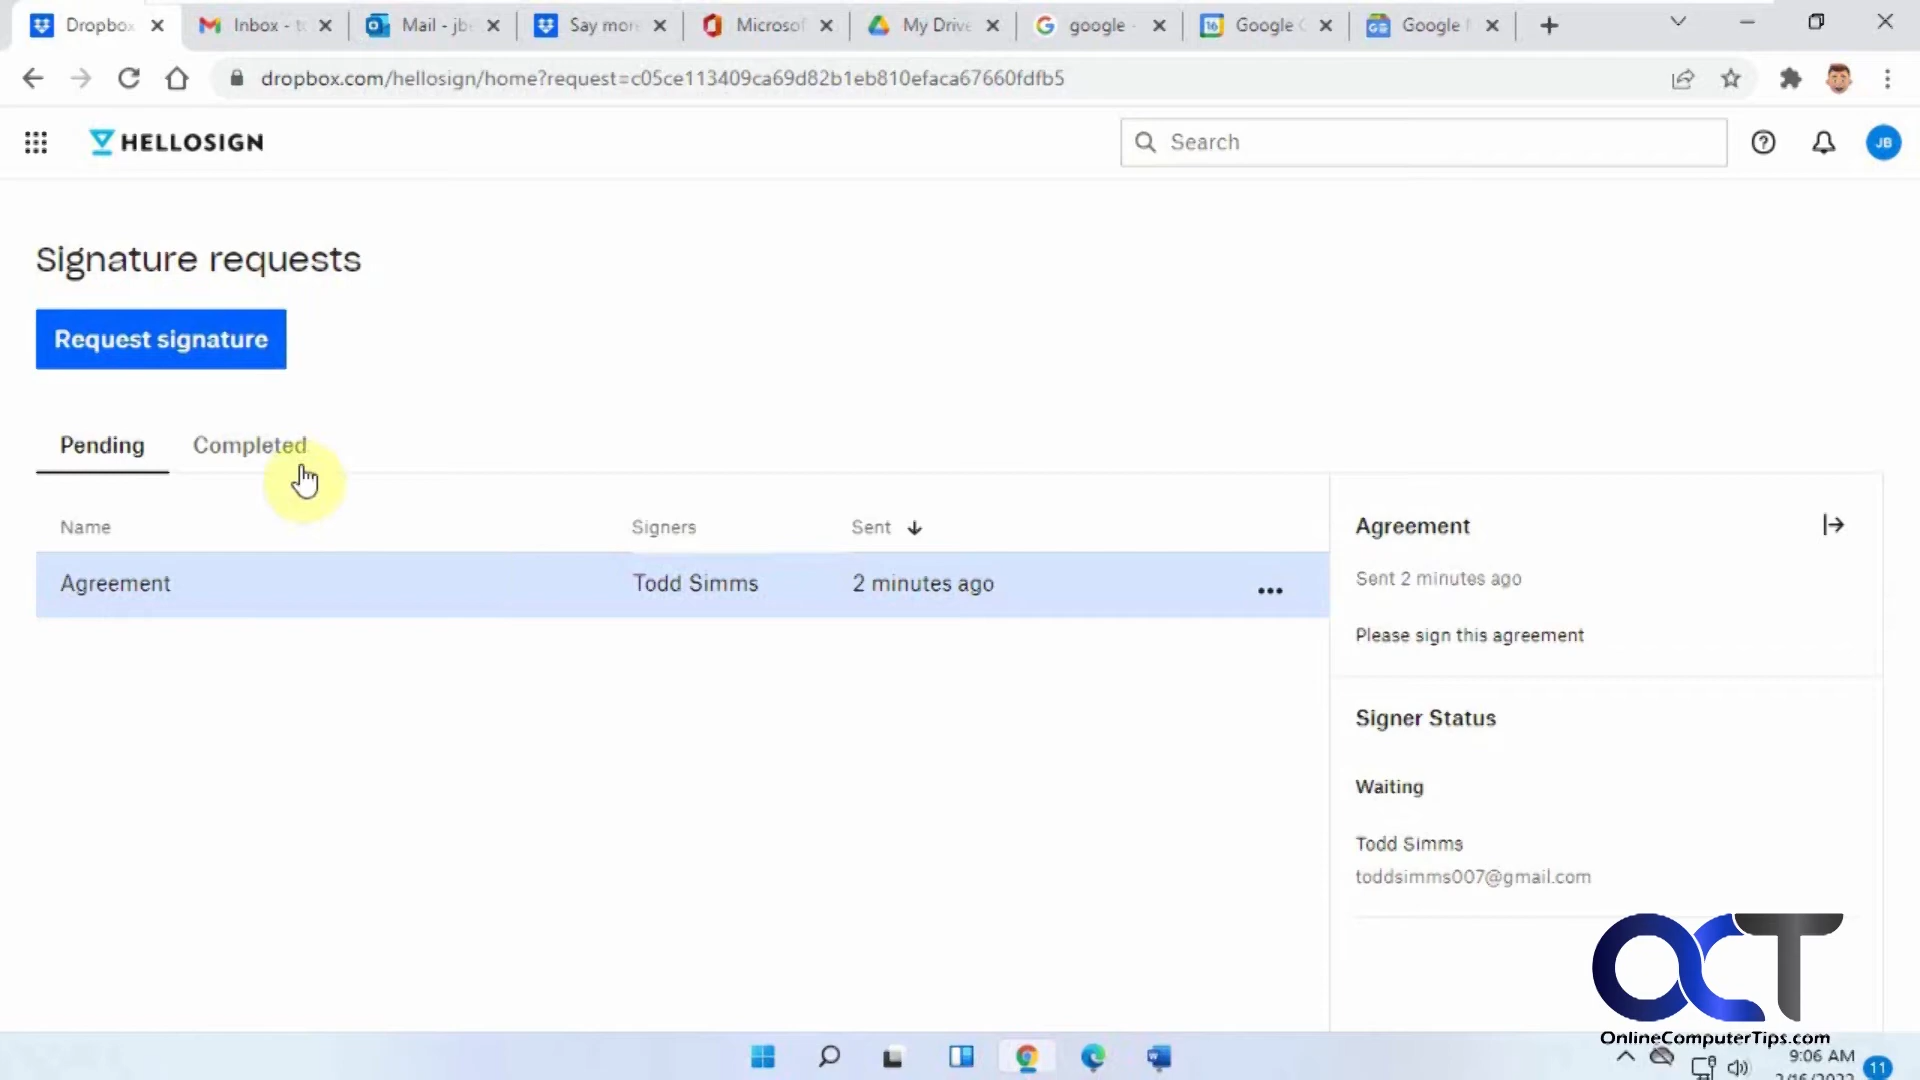 Dropbox
Inbox - to
Mail - jb
Say more
Microsof
My Drive
google -
16
Google C
Google
dropbox.com/hellosign/home?request=c05ce113409ca69d82b1eb810efaca67660fdfb5
HELLOSIGN
Search
JB
Signature requests
Request signature
Pending
Completed
Name
Signers
Sent
Agreement
Todd Simms
2 minutes ago
Agreement
Sent 2 minutes ago
Please sign this agreement
Signer Status
Waiting
Todd Simms
toddsimms007@gmail.com
OCT
OnlineComputerTips.com
9:06 AM
11